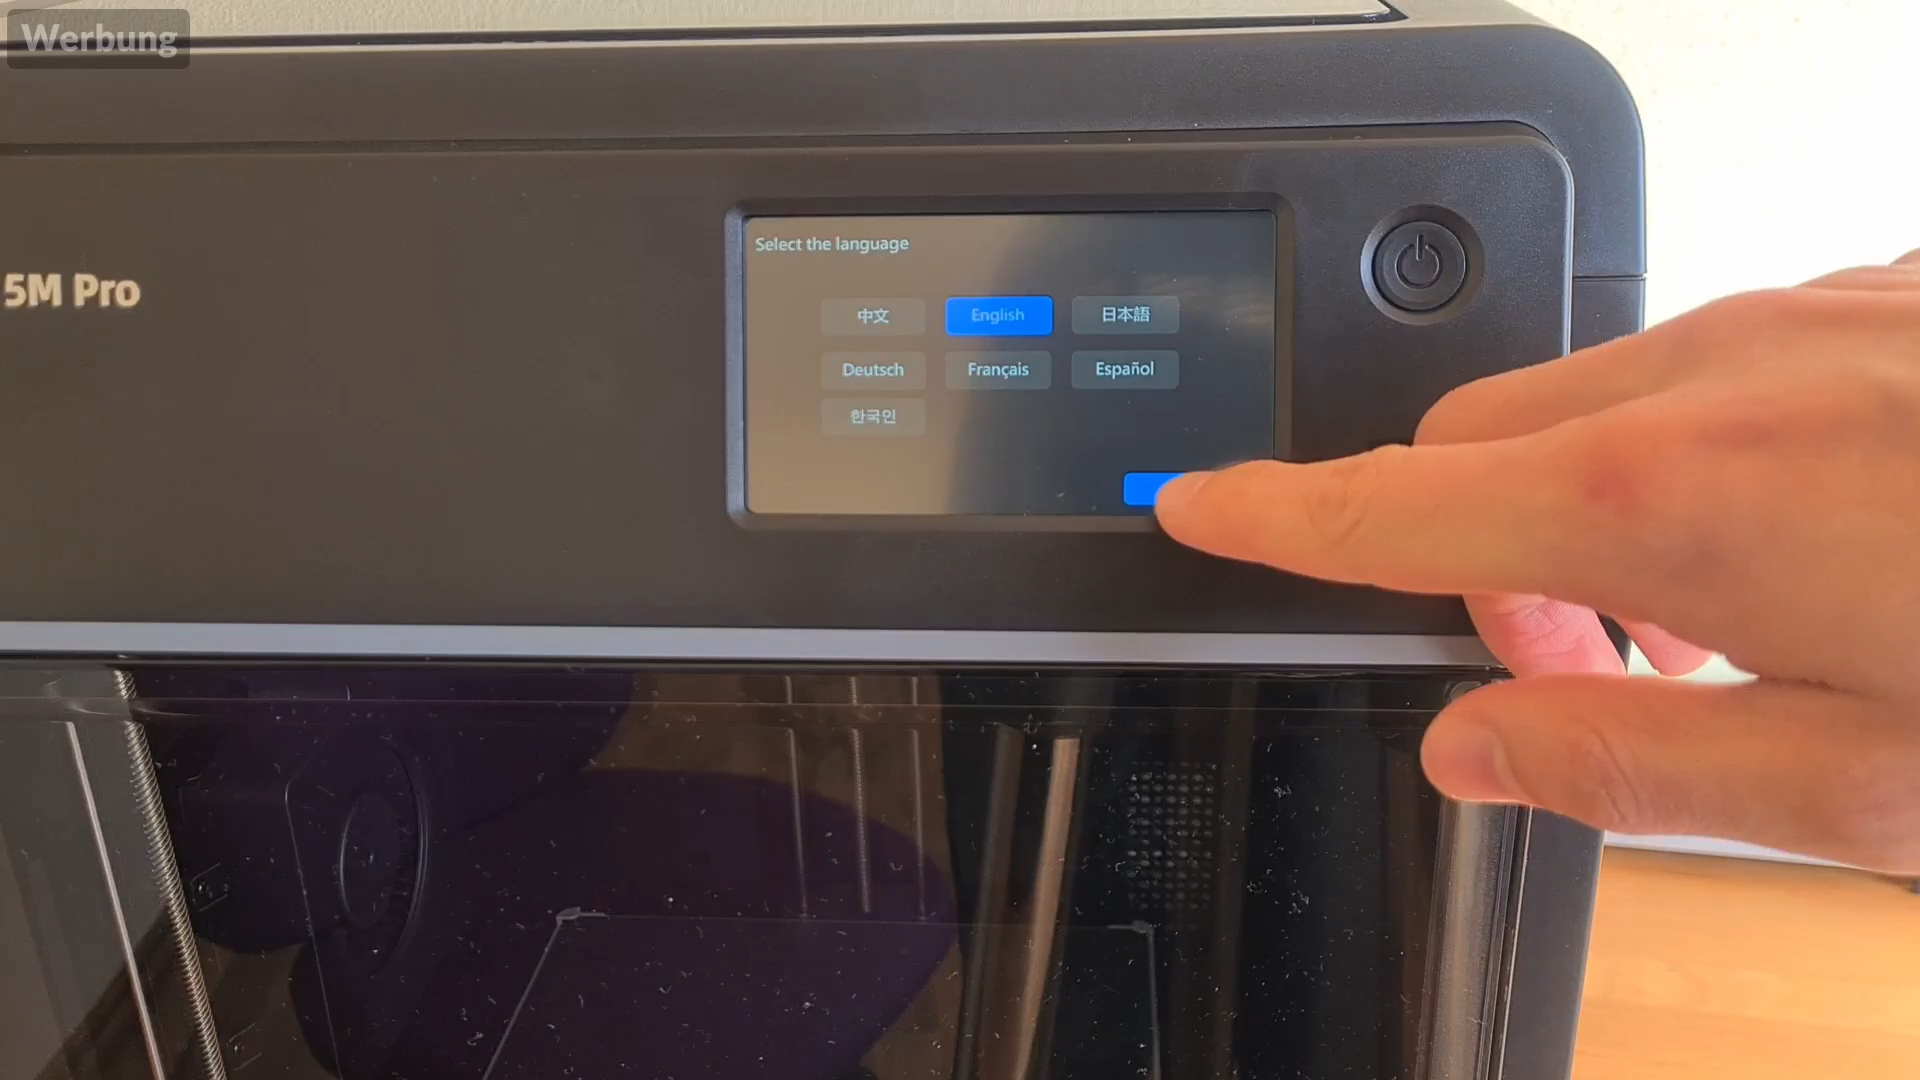 Werbung
5M Pro
Select the language
中文 English 日本語
Deutsch Français Español
한국인